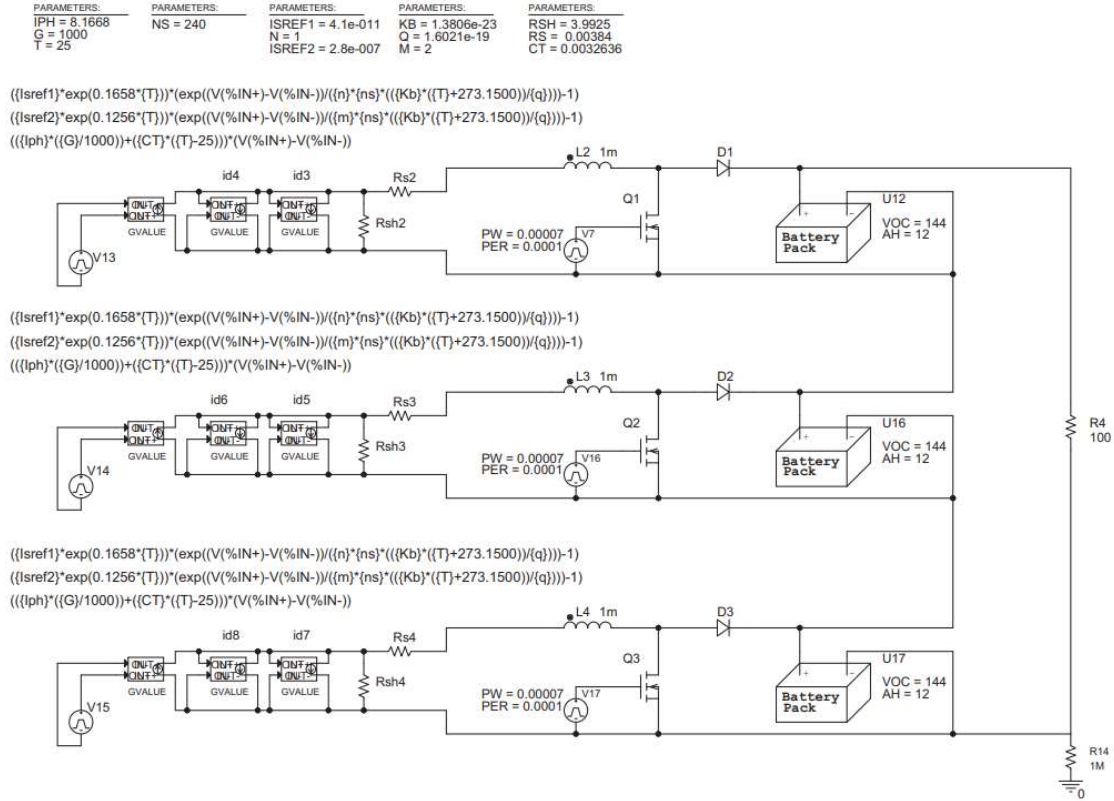 PARAMETERS:
IPH = 8.1668
G = 1000
T = 25
PARAMETERS:
NS = 240
PARAMETERS:
ISREF1 = 4.1e-011
N = 1
ISREF2 = 2.8e-007
PARAMETERS:
KB = 1.3806e-23
Q = 1.6021e-19
M = 2
PARAMETERS:
RSH = 3.9925
RS = 0.00384
CT = 0.0032636
({Isref1}*exp(0.1658*{T}))*(exp((V(%IN+)-V(%IN-))/({n}*{ns}*(({Kb}*({T}+273.1500))/{q})))-1)
({Isref2}*exp(0.1256*{T}))*(exp((V(%IN+)-V(%IN-))/({m}*{ns}*(({Kb}*({T}+273.1500))/{q})))-1)
(({Iph}*({G}/1000))+({CT}*({T}-25)))*(V(%IN+)-V(%IN-))
L2 1m
D1
id4
id3
Rs2
Q1
U12
VOC = 144
AH = 12
Rsh2
PW = 0.00007
PER = 0.0001
V7
Battery
Pack
GVALUE
GVALUE
GVALUE
V13
({Isref1}*exp(0.1658*{T}))*(exp((V(%IN+)-V(%IN-))/({n}*{ns}*(({Kb}*({T}+273.1500))/{q})))-1)
({Isref2}*exp(0.1256*{T}))*(exp((V(%IN+)-V(%IN-))/({m}*{ns}*(({Kb}*({T}+273.1500))/{q})))-1)
(({Iph}*({G}/1000))+({CT}*({T}-25)))*(V(%IN+)-V(%IN-))
L3 1m
D2
id6
id5
Rs3
Q2
U16
VOC = 144
AH = 12
R4
100
Rsh3
PW = 0.00007
PER = 0.0001
V16
Battery
Pack
GVALUE
GVALUE
GVALUE
V14
({Isref1}*exp(0.1658*{T}))*(exp((V(%IN+)-V(%IN-))/({n}*{ns}*(({Kb}*({T}+273.1500))/{q})))-1)
({Isref2}*exp(0.1256*{T}))*(exp((V(%IN+)-V(%IN-))/({m}*{ns}*(({Kb}*({T}+273.1500))/{q})))-1)
(({Iph}*({G}/1000))+({CT}*({T}-25)))*(V(%IN+)-V(%IN-))
L4 1m
D3
id8
id7
Rs4
Q3
U17
VOC = 144
AH = 12
Rsh4
PW = 0.00007
PER = 0.0001
V17
Battery
Pack
GVALUE
GVALUE
GVALUE
V15
R14
1M
0